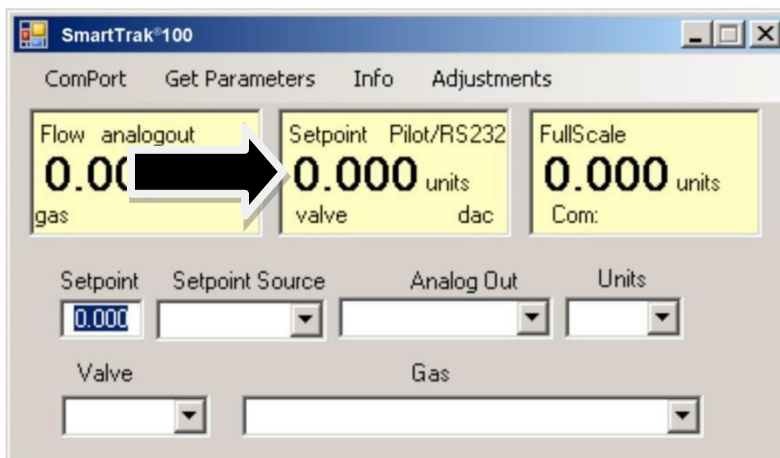 SmartTrak®100
ComPort Get Parameters Info Adjustments
Flow analogout
0.00
gas
Setpoint Pilot/RS232
0.000 units
valve dac
FullScale
0.000 units
Com:
Setpoint Setpoint Source Analog Out Units
0.000
Valve Gas